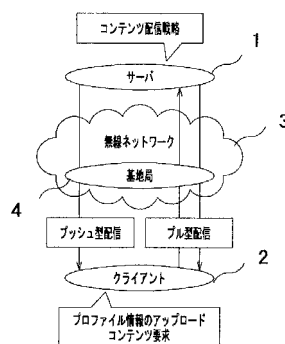 コンテンツ配信戦略
1
サーバ
3
無線ネットワーク
基地局
4
プッシュ型配信
プル型配信
2
クライアント
プロファイル情報のアップロード
コンテンツ要求